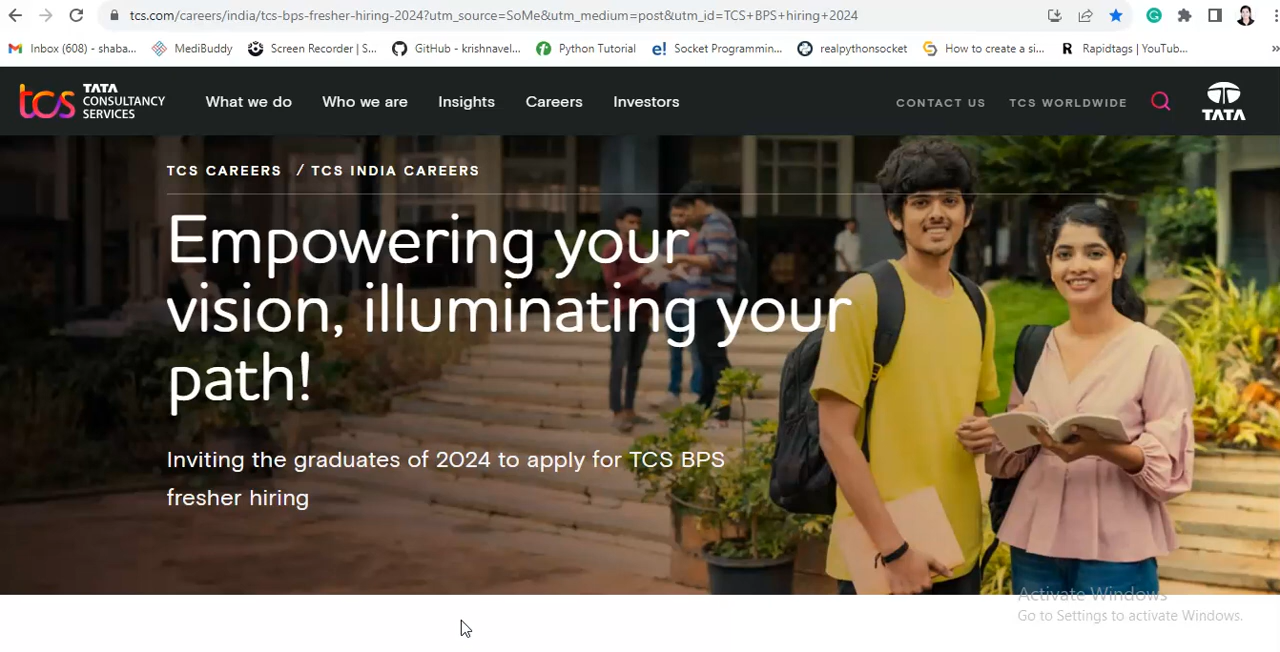 tcs.com/careers/india/tcs-bps-fresher-hiring-2024?utm_source=SoMe&utm_medium=post&utm_id=TCS+BPS+hiring+2024
Inbox (608) - shaba... MediBuddy Screen Recorder | S... GitHub - krishnavel... Python Tutorial Socket Programmin... realpythonsocket How to create a si... Rapidtags | YouTub... »
tcs TATA CONSULTANCY SERVICES What we do Who we are Insights Careers Investors CONTACT US TCS WORLDWIDE TATA
TCS CAREERS / TCS INDIA CAREERS
Empowering your
vision, illuminating your
path!
Inviting the graduates of 2024 to apply for TCS BPS
fresher hiring
Activate Windows
Go to Settings to activate Windows.